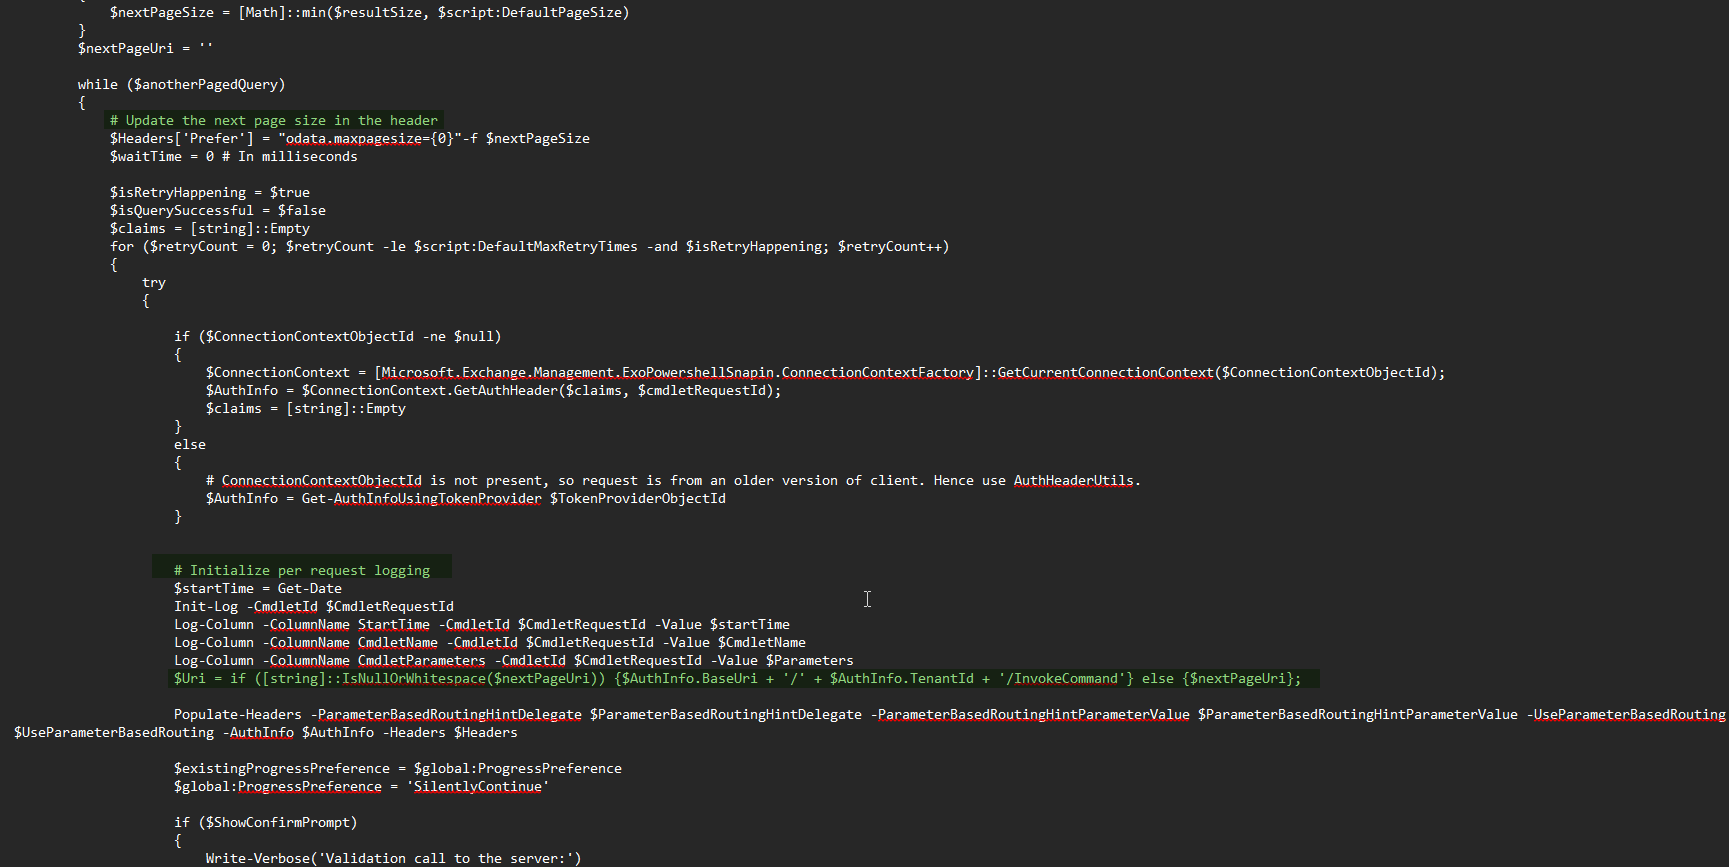 {
$nextPageSize = [Math]::min($resultSize, $script:DefaultPageSize)
}
$nextPageUri = ''
while ($anotherPagedQuery)
{
# Update the next page size in the header
$Headers['Prefer'] = "odata.maxpagesize={0}"-f $nextPageSize
$waitTime = 0 # In milliseconds
$isRetryHappening = $true
$isQuerySuccessful = $false
$claims = [string]::Empty
for ($retryCount = 0; $retryCount -le $script:DefaultMaxRetryTimes -and $isRetryHappening; $retryCount++)
{
try
{
if ($ConnectionContextObjectId -ne $null)
{
$ConnectionContext = [Microsoft.Exchange.Management.ExoPowershellSnapin.ConnectionContextFactory]::GetCurrentConnectionContext($ConnectionContextObjectId);
$AuthInfo = $ConnectionContext.GetAuthHeader($claims, $cmdletRequestId);
$claims = [string]::Empty
}
else
{
# ConnectionContextObjectId is not present, so request is from an older version of client. Hence use AuthHeaderUtils.
$AuthInfo = Get-AuthInfoUsingTokenProvider $TokenProviderObjectId
}
# Initialize per request logging
$startTime = Get-Date
Init-Log -CmdletId $CmdletRequestId
Log-Column -ColumnName StartTime -CmdletId $CmdletRequestId -Value $startTime
Log-Column -ColumnName CmdletName -CmdletId $CmdletRequestId -Value $CmdletName
Log-Column -ColumnName CmdletParameters -CmdletId $CmdletRequestId -Value $Parameters
$Uri = if ([string]::IsNullOrWhitespace($nextPageUri)) {$AuthInfo.BaseUri + '/' + $AuthInfo.TenantId + '/InvokeCommand'} else {$nextPageUri};
Populate-Headers -ParameterBasedRoutingHintDelegate $ParameterBasedRoutingHintDelegate -ParameterBasedRoutingHintParameterValue $ParameterBasedRoutingHintParameterValue -UseParameterBasedRouting
$UseParameterBasedRouting -AuthInfo $AuthInfo -Headers $Headers
$existingProgressPreference = $global:ProgressPreference
$global:ProgressPreference = 'SilentlyContinue'
if ($ShowConfirmPrompt)
{
Write-Verbose('Validation call to the server:')